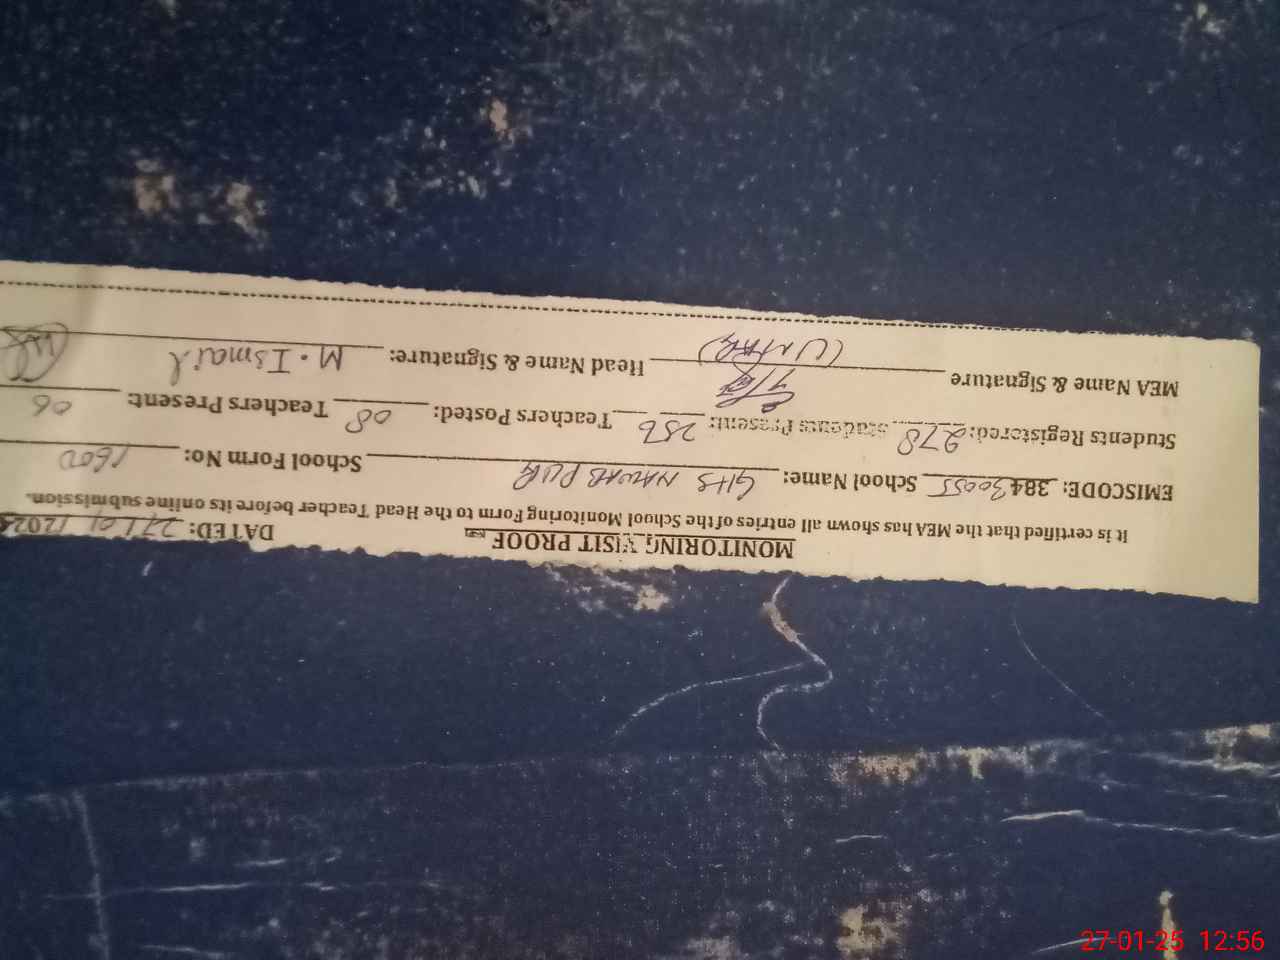 MONITORING VISIT PROOF DATED: 27/01/202
It is certified that the MEA has shown all entries of the School Monitoring Form to the Head Teacher before its online submission.
EMISCODE: 38430055 School Name: GHS NAWAB PUR School Form No: 1600
Students Registered: 278 Students Present: 256 Teachers Posted: 08 Teachers Present: 06
MEA Name & Signature Head Name & Signature: M. Ismail
27-01-25 12:56